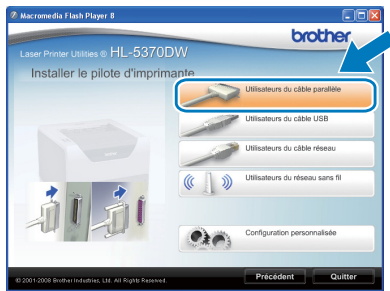 Macromedia Flash Player 8
brother
Laser Printer Utilities ® HL-5370DW
Installer le pilote d'imprimante
Utilisateurs du câble parallèle
Utilisateurs du câble USB
Utilisateurs du câble réseau
Utilisateurs du réseau sans fil
Configuration personnalisée
© 2001-2008 Brother Industries, Ltd. All Rights Reserved.
Précédent
Quitter